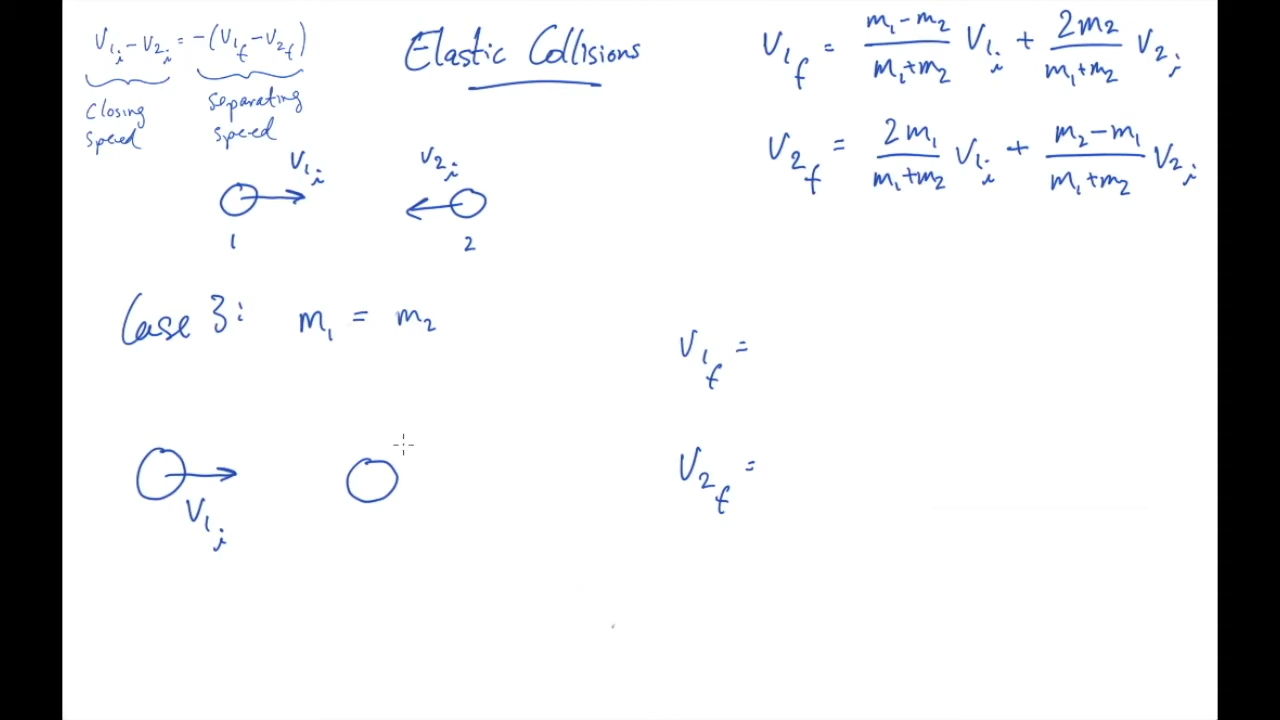 V₁ᵢ - V₂ᵢ = -(V₁f - V₂f)
Closing speed
Separating speed
Elastic Collisions
V₁f = (m₁ - m₂)/(m₁ + m₂) V₁ᵢ + 2m₂/(m₁ + m₂) V₂ᵢ
V₂f = 2m₁/(m₁ + m₂) V₁ᵢ + (m₂ - m₁)/(m₁ + m₂) V₂ᵢ
V₁ᵢ
V₂ᵢ
1
2
Case 3: m₁ = m₂
V₁f =
V₁ᵢ
V₂f =